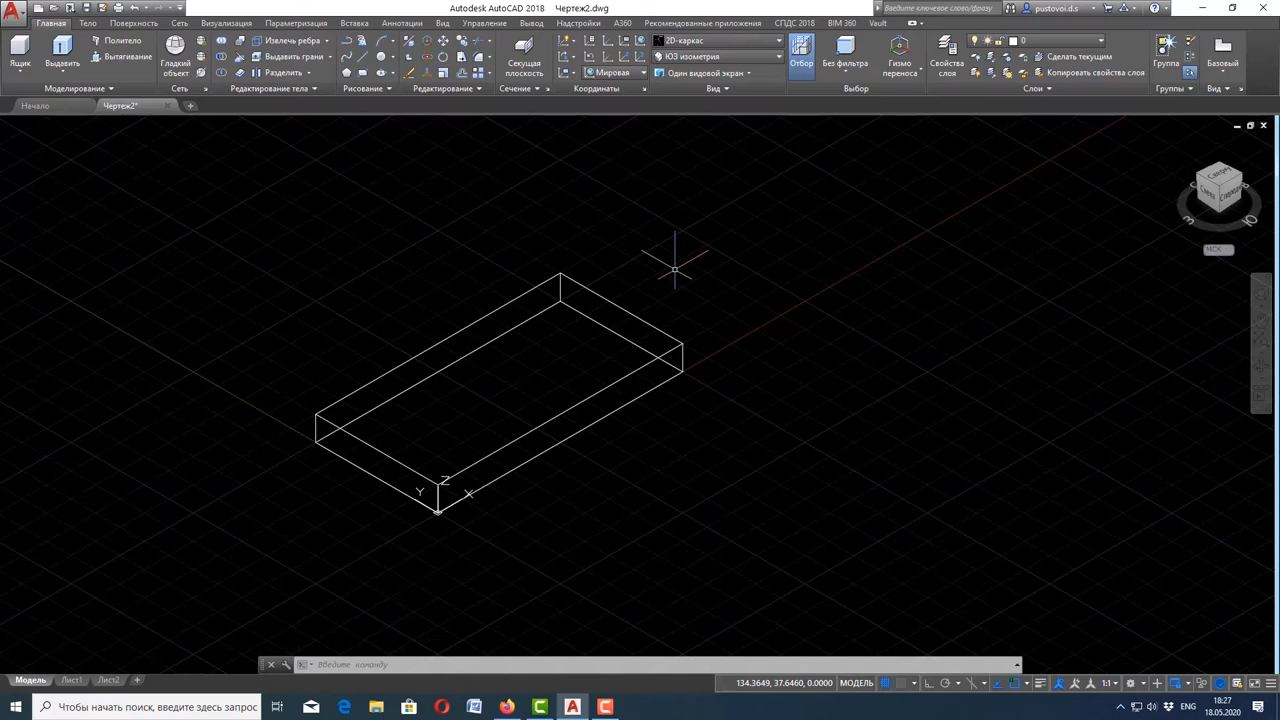 Autodesk AutoCAD 2018 Чертеж2.dwg
Введите ключевое слово/фразу
pustovoi.d.s
Главная Тело Поверхность Сеть Визуализация Параметризация Вставка Аннотации Вид Управление Вывод Надстройки A360 Рекомендованные приложения СПДС 2018 BIM 360 Vault
Ящик
Выдавить
Политело
Вытягивание
Гладкий объект
Извлечь ребра
Выдавить грани
Разделить
Секущая плоскость
Мировая
2D-каркас
ЮЗ изометрия
Один видовой экран
Отбор
Без фильтра
Гизмо переноса
Свойства слоя
0
Сделать текущим
Копировать свойства слоя
Группа
Базовый
Моделирование Сеть Редактирование тела Рисование Редактирование Сечение Координаты Вид Выбор Слои Группы Вид
Начало Чертеж2*
Сверху
Слева
Спереди
З
Ю
МСК
Z
Y
X
Введите команду
Модель Лист1 Лист2
134.3649, 37.6460, 0.0000 МОДЕЛЬ
1:1
Чтобы начать поиск, введите здесь запрос
ENG
18:27
18.05.2020